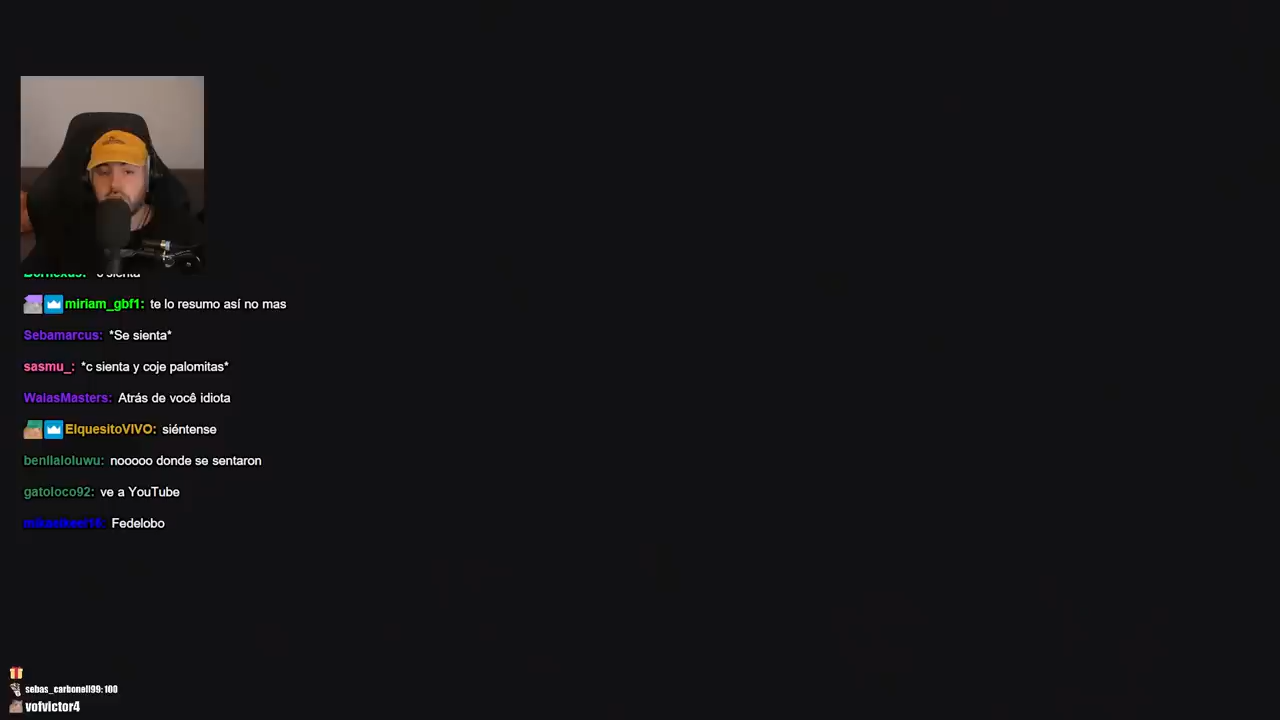 miriam_gbf1: te lo resumo así no mas
Sebamarcus: *Se sienta*
sasmu_: *c sienta y coje palomitas*
WaiasMasters: Atrás de você idiota
ElquesitoVIVO: siéntense
benilaloluwu: nooooo donde se sentaron
gatoloco92: ve a YouTube
Fedelobo
sebas_carbonell99: 100
vofvictor4